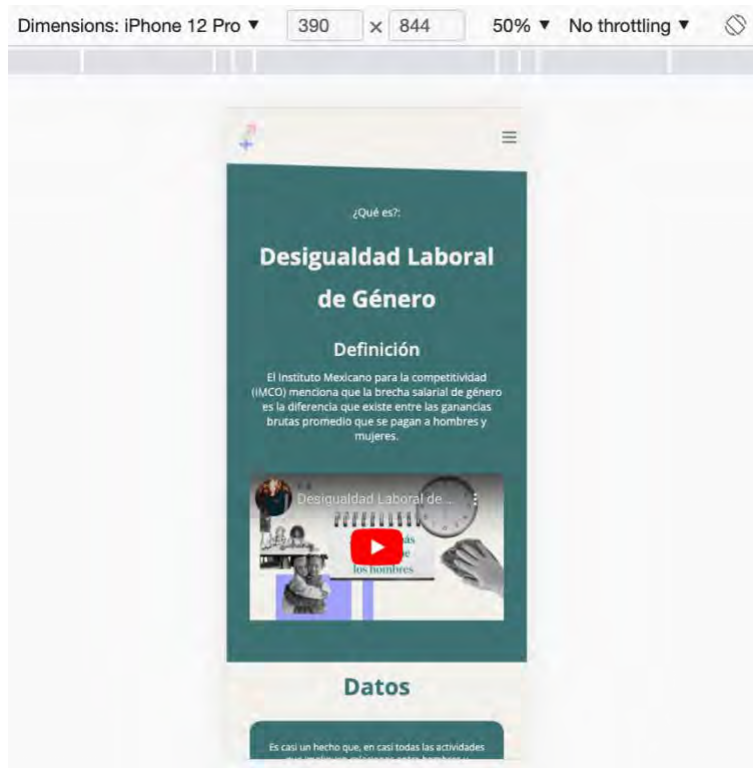 Dimensions: iPhone 12 Pro ▼ 390 × 844 50% ▼ No throttling ▼
¿Qué es?:
Desigualdad Laboral
de Género
Definición
El Instituto Mexicano para la competitividad
(IMCO) menciona que la brecha salarial de género
es la diferencia que existe entre las ganancias
brutas promedio que se pagan a hombres y
mujeres.
Desigualdad Laboral de...
los hombres
Datos
Es casi un hecho que, en casi todas las actividades